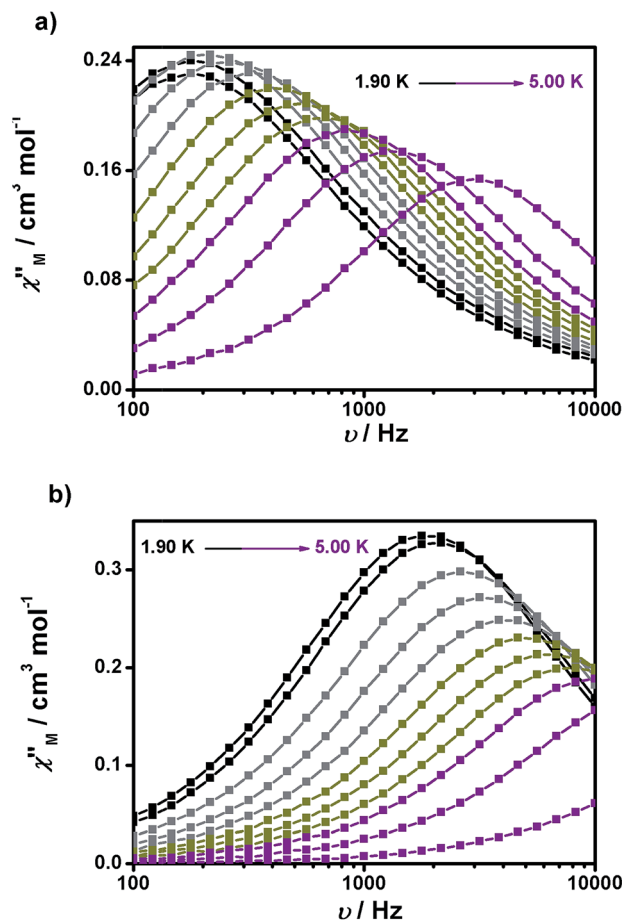 a)
0.24
0.16
0.08
0.00
χ''M / cm³ mol⁻¹
1.90 K → 5.00 K
100 1000 10000
υ / Hz
b)
0.3
0.2
0.1
0.0
χ''M / cm³ mol⁻¹
1.90 K → 5.00 K
100 1000 10000
υ / Hz